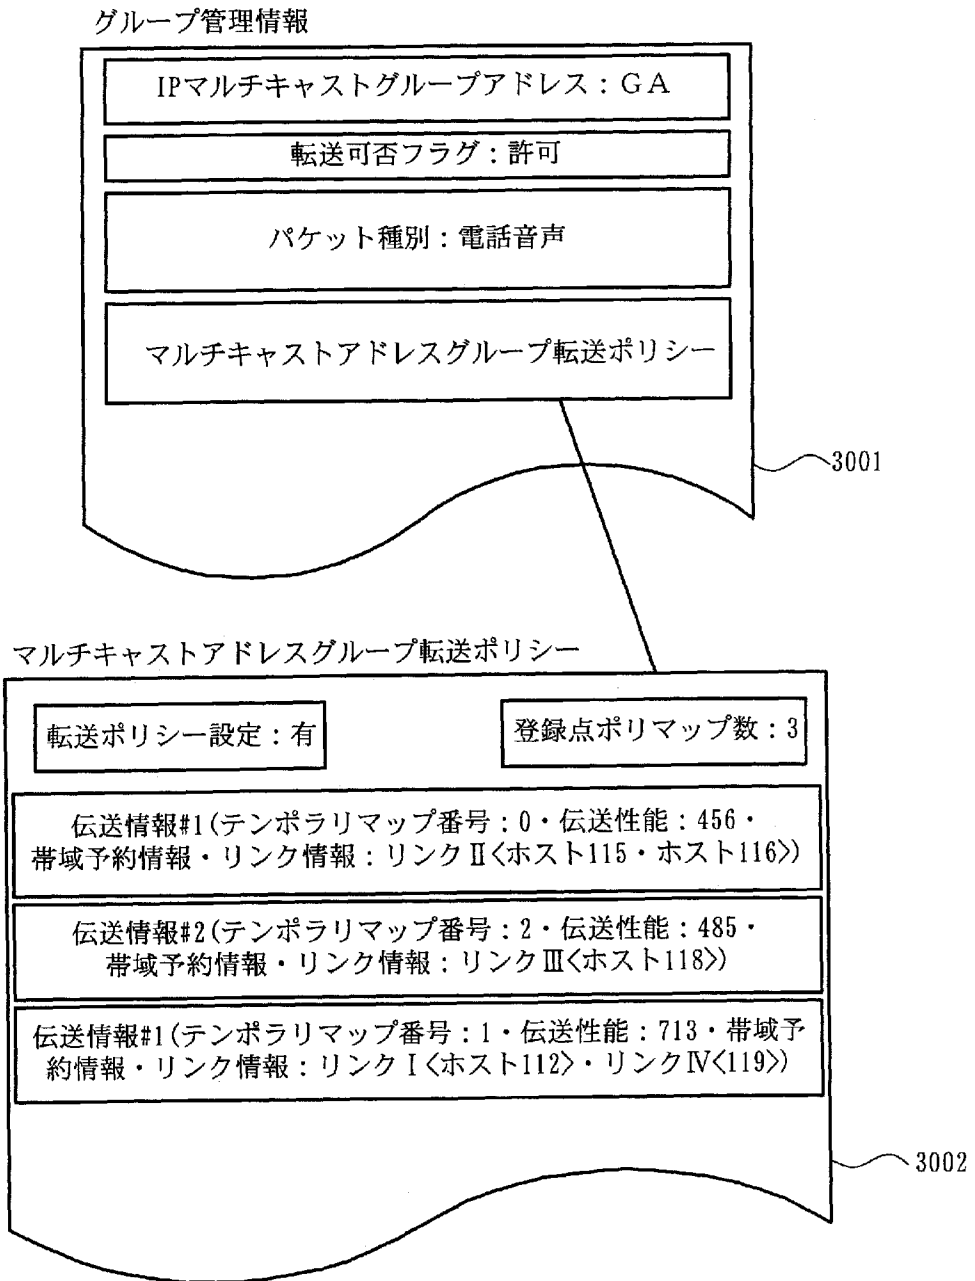 グループ管理情報
IPマルチキャストグループアドレス：ＧＡ
転送可否フラグ：許可
パケット種別：電話音声
マルチキャストアドレスグループ転送ポリシー
3001
マルチキャストアドレスグループ転送ポリシー
転送ポリシー設定：有
登録点ポリマップ数：3
伝送情報#1(テンポラリマップ番号：0・伝送性能：456・
帯域予約情報・リンク情報：リンクⅡ<ホスト115・ホスト116>)
伝送情報#2(テンポラリマップ番号：2・伝送性能：485・
帯域予約情報・リンク情報：リンクⅢ<ホスト118>)
伝送情報#1(テンポラリマップ番号：1・伝送性能：713・帯域予
約情報・リンク情報：リンクⅠ<ホスト112>・リンクⅣ<119>)
3002